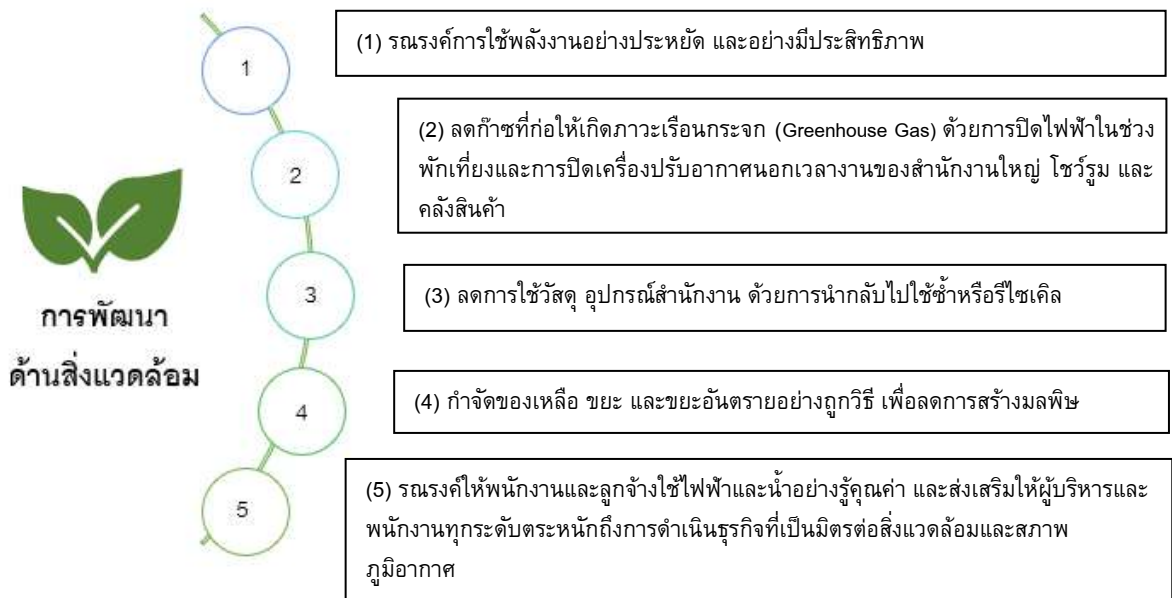 การพัฒนา
ด้านสิ่งแวดล้อม
1
(1) รณรงค์การใช้พลังงานอย่างประหยัด และอย่างมีประสิทธิภาพ
2
(2) ลดก๊าซที่ก่อให้เกิดภาวะเรือนกระจก (Greenhouse Gas) ด้วยการปิดไฟฟ้าในช่วง
พักเที่ยงและการปิดเครื่องปรับอากาศนอกเวลางานของสำนักงานใหญ่ โชว์รูม และ
คลังสินค้า
3
(3) ลดการใช้วัสดุ อุปกรณ์สำนักงาน ด้วยการนำกลับไปใช้ซ้ำหรือรีไซเคิล
4
(4) กำจัดของเหลือ ขยะ และขยะอันตรายอย่างถูกวิธี เพื่อลดการสร้างมลพิษ
5
(5) รณรงค์ให้พนักงานและลูกจ้างใช้ไฟฟ้าและน้ำอย่างรู้คุณค่า และส่งเสริมให้ผู้บริหารและ
พนักงานทุกระดับตระหนักถึงการดำเนินธุรกิจที่เป็นมิตรต่อสิ่งแวดล้อมและสภาพ
ภูมิอากาศ